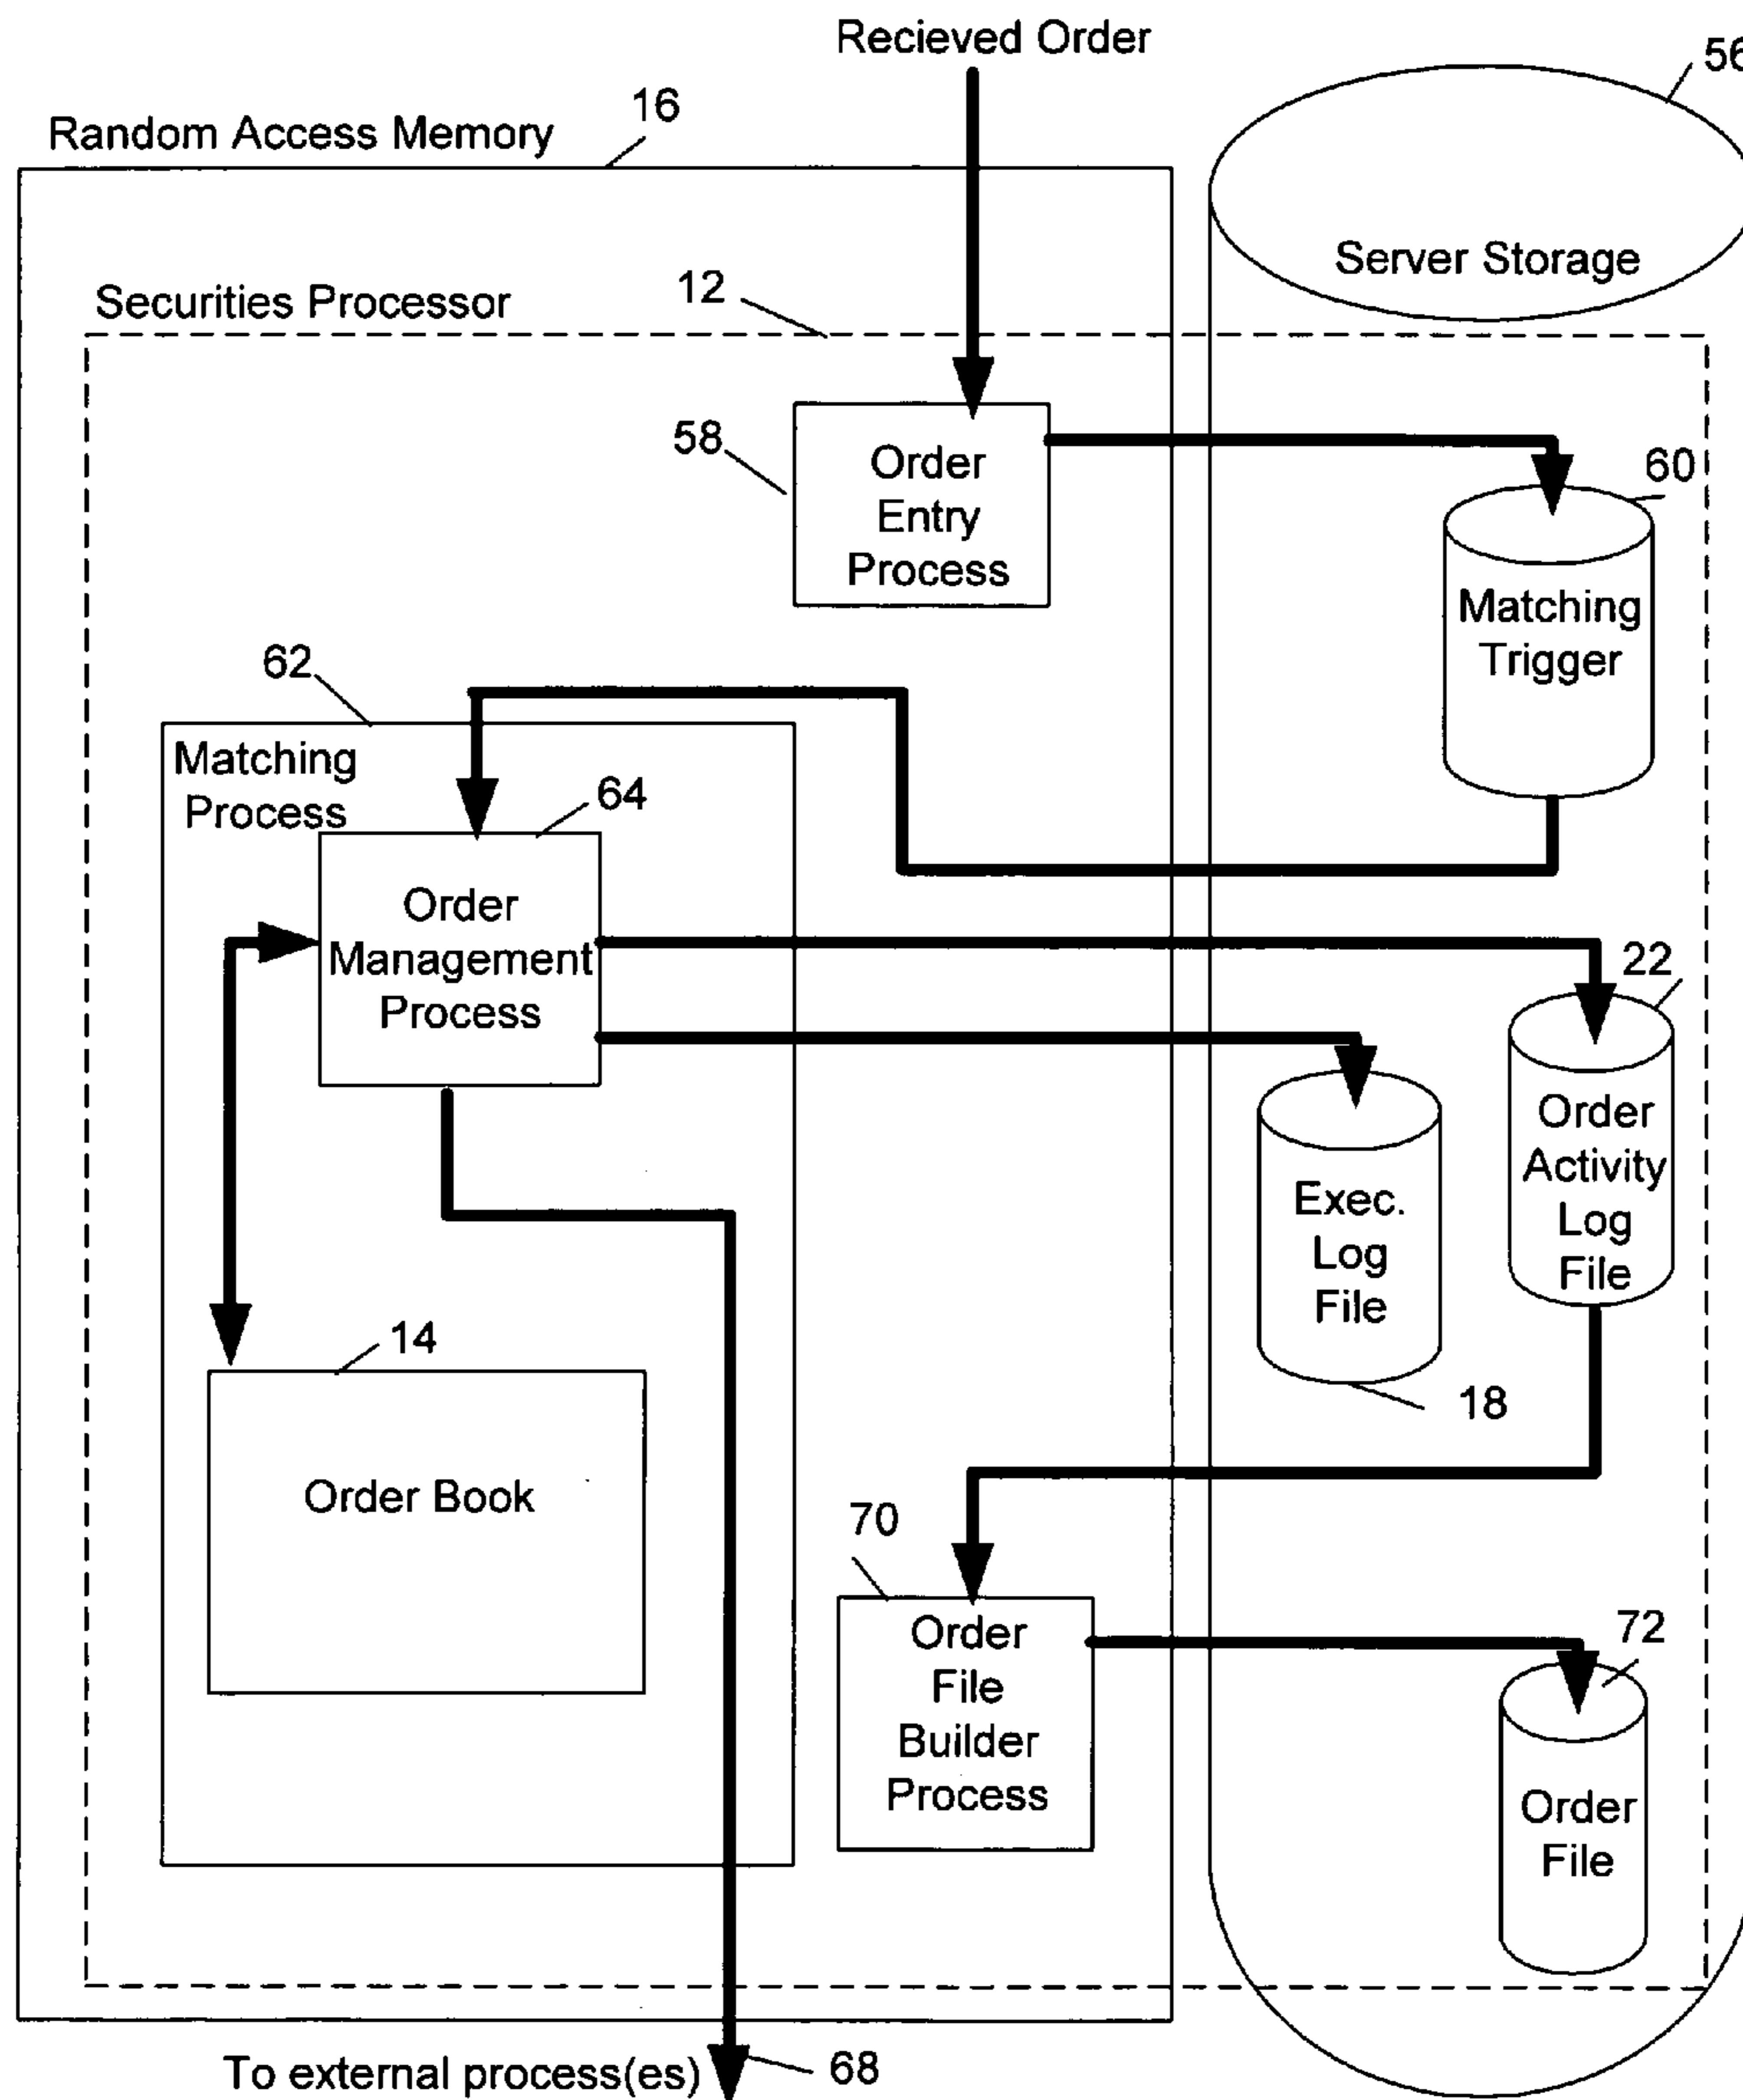 Recieved Order
56
16
Random Access Memory
Server Storage
12
Securities Processor
58
Order
Entry
Process
60
Matching
Trigger
62
Matching
Process
64
Order
Management
Process
22
Order
Activity
Log
File
Exec.
Log
File
18
14
Order Book
70
Order
File
Builder
Process
72
Order
File
To external process(es)
68